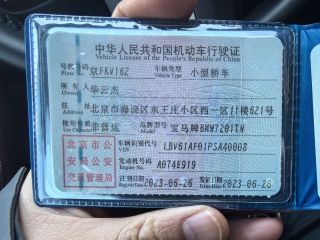 中华人民共和国机动车行驶证
Vehicle License of the People's Republic of China
号牌号码 京FKV162 车辆类型 小型轿车
Plate No. Vehicle Type
所有人 华云杰
Owner
住址 北京市海淀区东王庄小区西一区11楼621号
Address
使用性质 非营运 品牌型号 宝马牌BMW7201TN
Use Character Model
北京市公 车辆识别代号 LBV61AF01PSA40008
VIN
安局公安 发动机号码 A074E919
Engine No.
交通管理局 注册日期 2023-06-26 发证日期 2023-06-26
Register Date Issue Date